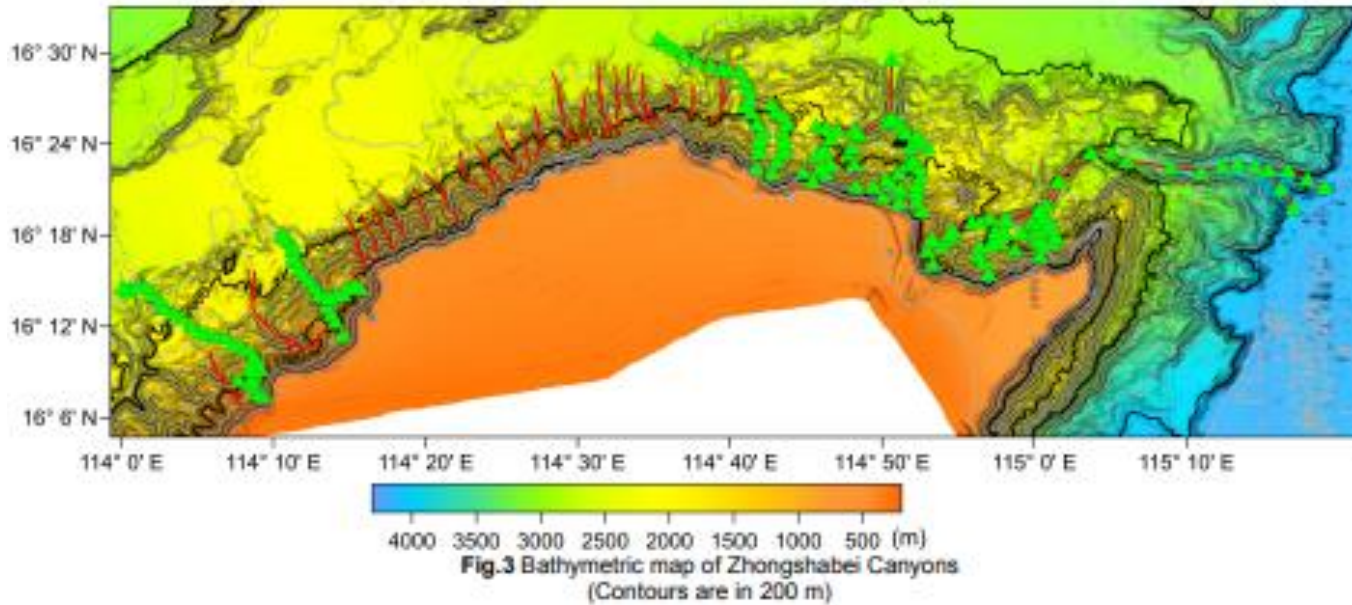 16° 30' N
16° 24' N
16° 18' N
16° 12' N
16° 6' N
114° 0' E 114° 10' E 114° 20' E 114° 30' E 114° 40' E 114° 50' E 115° 0' E 115° 10' E
4000 3500 3000 2500 2000 1500 1000 500 (m)
Fig.3 Bathymetric map of Zhongshabei Canyons
(Contours are in 200 m)